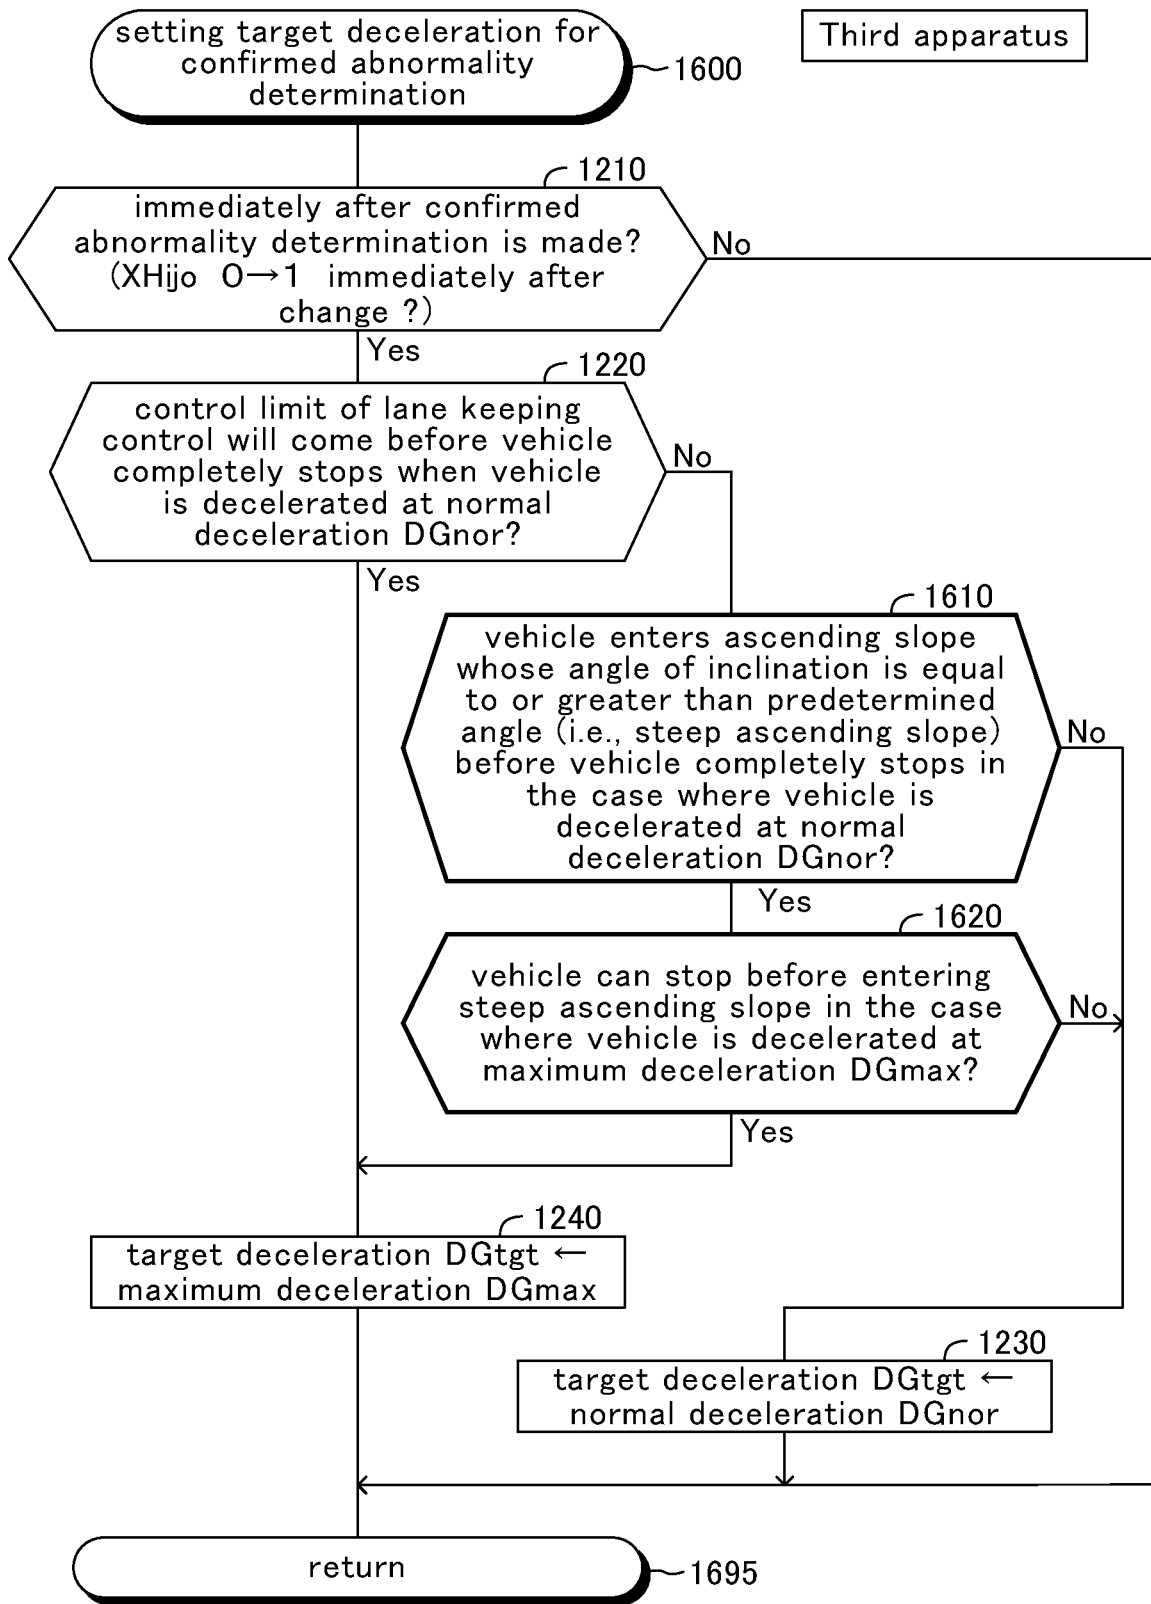 setting target deceleration for
confirmed abnormality
determination
1600
Third apparatus
1210
immediately after confirmed
abnormality determination is made?
(XHijo 0→1 immediately after
change ?)
No
Yes
1220
control limit of lane keeping
control will come before vehicle
completely stops when vehicle
is decelerated at normal
deceleration DGnor?
No
Yes
1610
vehicle enters ascending slope
whose angle of inclination is equal
to or greater than predetermined
angle (i.e., steep ascending slope)
before vehicle completely stops in
the case where vehicle is
decelerated at normal
deceleration DGnor?
No
Yes
1620
vehicle can stop before entering
steep ascending slope in the case
where vehicle is decelerated at
maximum deceleration DGmax?
No
Yes
1240
target deceleration DGtgt ←
maximum deceleration DGmax
1230
target deceleration DGtgt ←
normal deceleration DGnor
return
1695